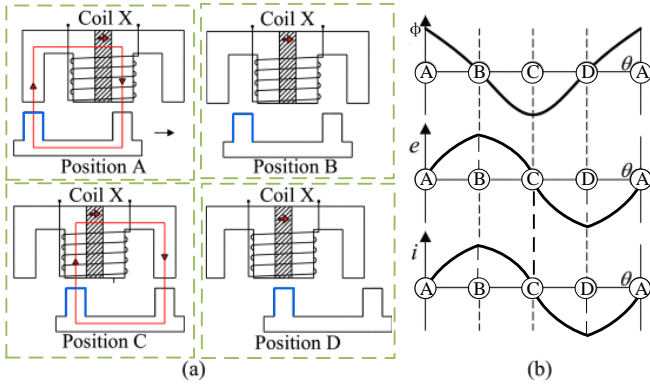 Coil X
Position A
Coil X
Position B
Coil X
Position C
Coil X
Position D
(a)
ϕ
A B C D θ A
e
A B C D θ A
i
A B C D θ A
(b)